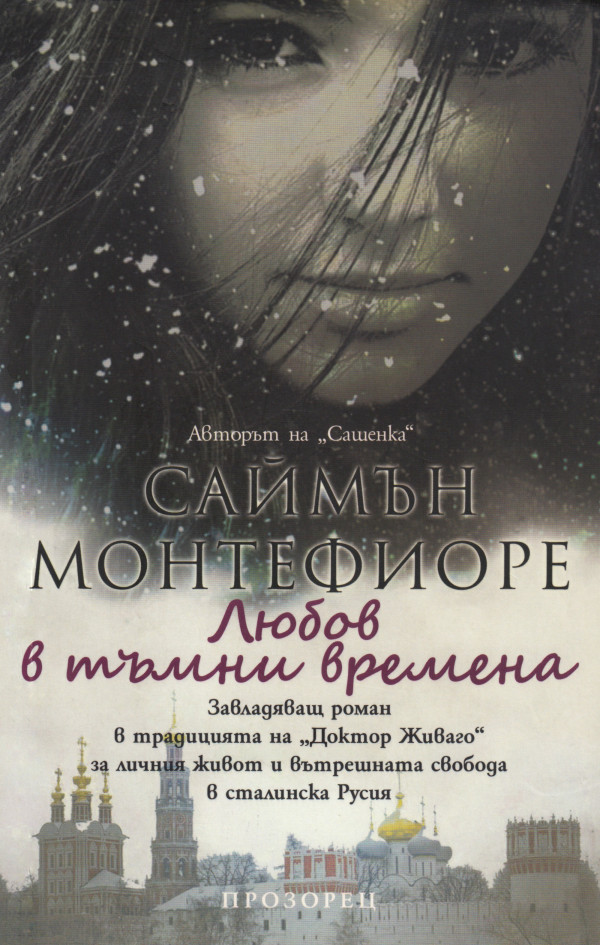 Авторът на „Сашенка“
САЙМЪН
МОНТЕФИОРЕ
Любов
в тъмни времена
Завладяващ роман
в традицията на „Доктор Живаго“
за личния живот и вътрешната свобода
в сталинска Русия
ПРОЗОРЕЦ